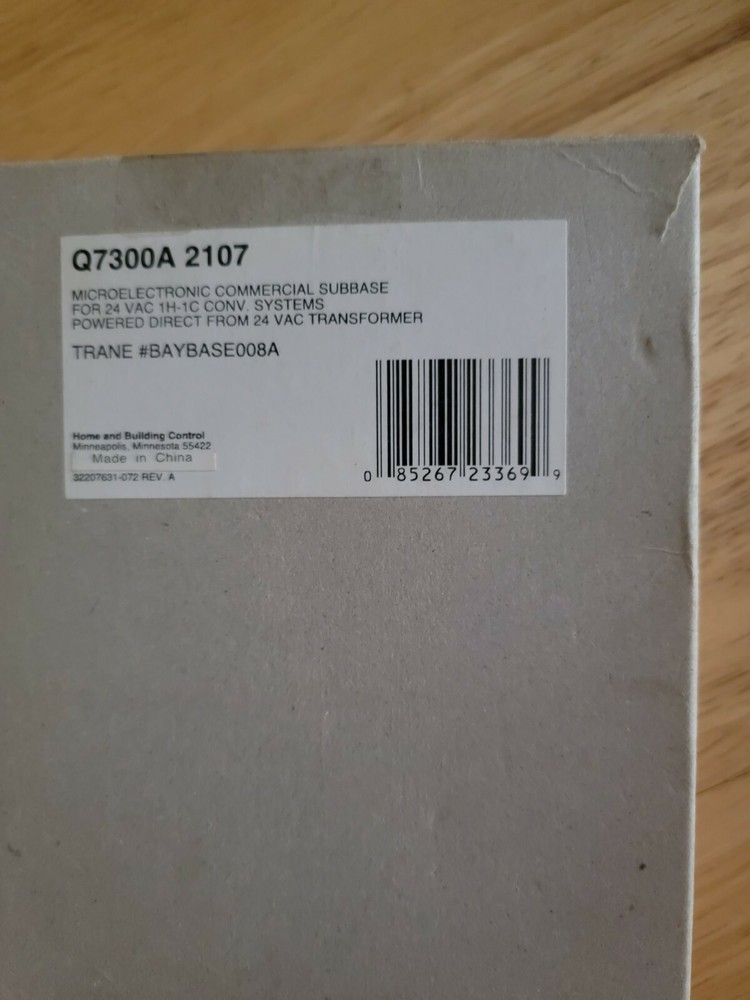 Q7300A 2107
MICROELECTRONIC COMMERCIAL SUBBASE
FOR 24 VAC 1H-1C CONV. SYSTEMS
POWERED DIRECT FROM 24 VAC TRANSFORMER
TRANE #BAYBASE008A
Home and Building Control
Minneapolis, Minnesota 55422
Made in China
32207631-072 REV. A
0 85267 23369 9